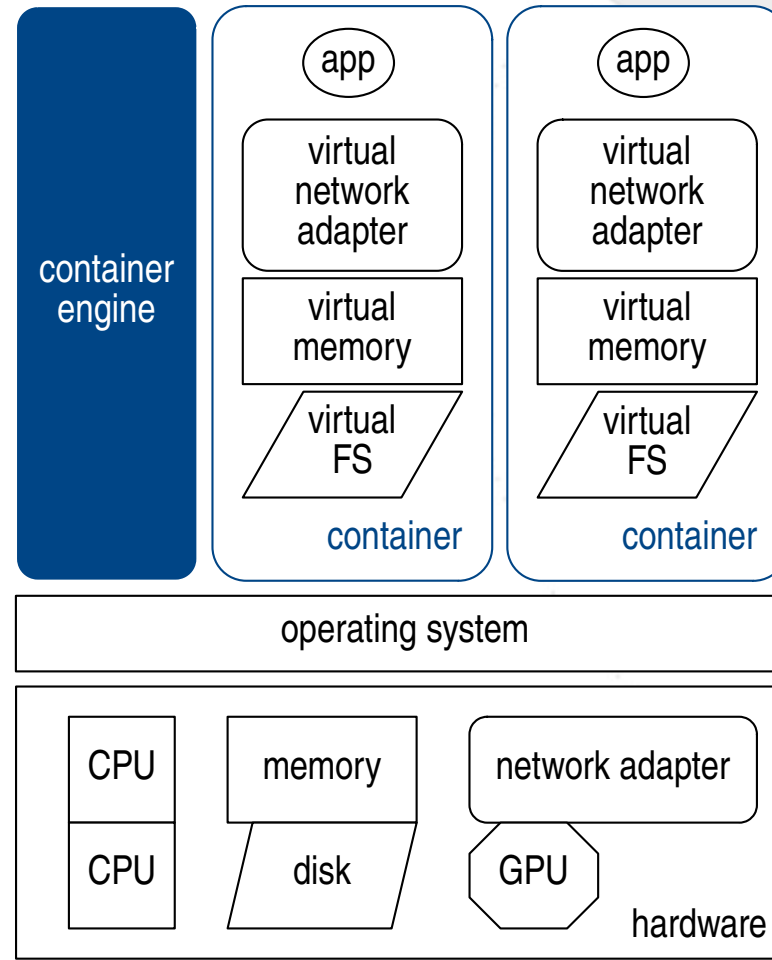 container
engine
app
virtual
network
adapter
virtual
memory
virtual
FS
container
app
virtual
network
adapter
virtual
memory
virtual
FS
container
operating system
CPU
memory
network adapter
CPU
disk
GPU
hardware